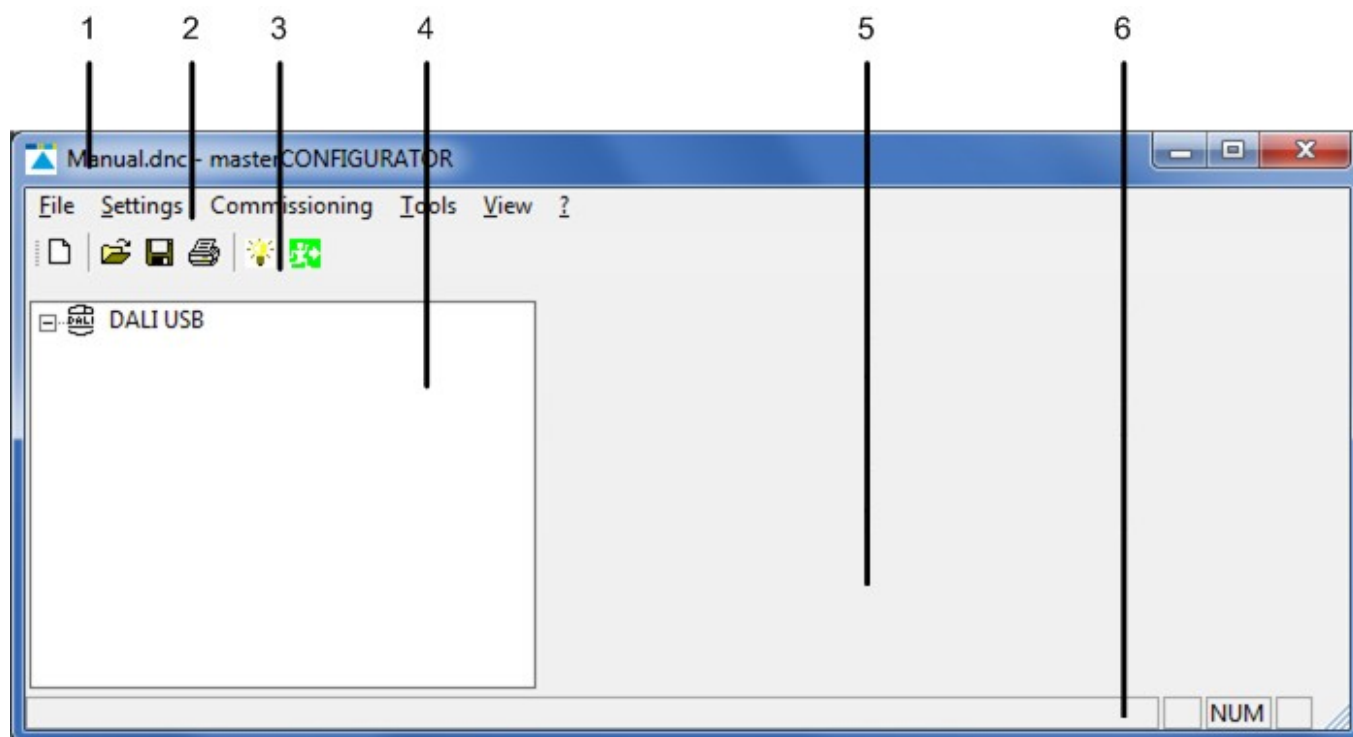 1 2 3 4 5 6
Manual.dnc - masterCONFIGURATOR
File Settings Commissioning Tools View ?
DALI USB
NUM